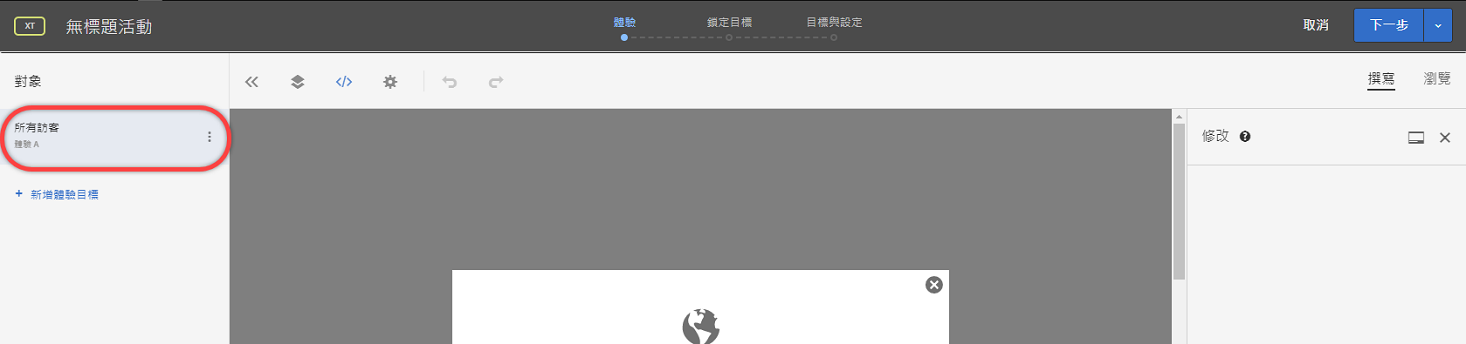 XT
無標題活動
體驗
鎖定目標
目標與設定
取消
下一步
對象
撰寫
瀏覽
所有訪客
體驗 A
+ 新增體驗目標
修改